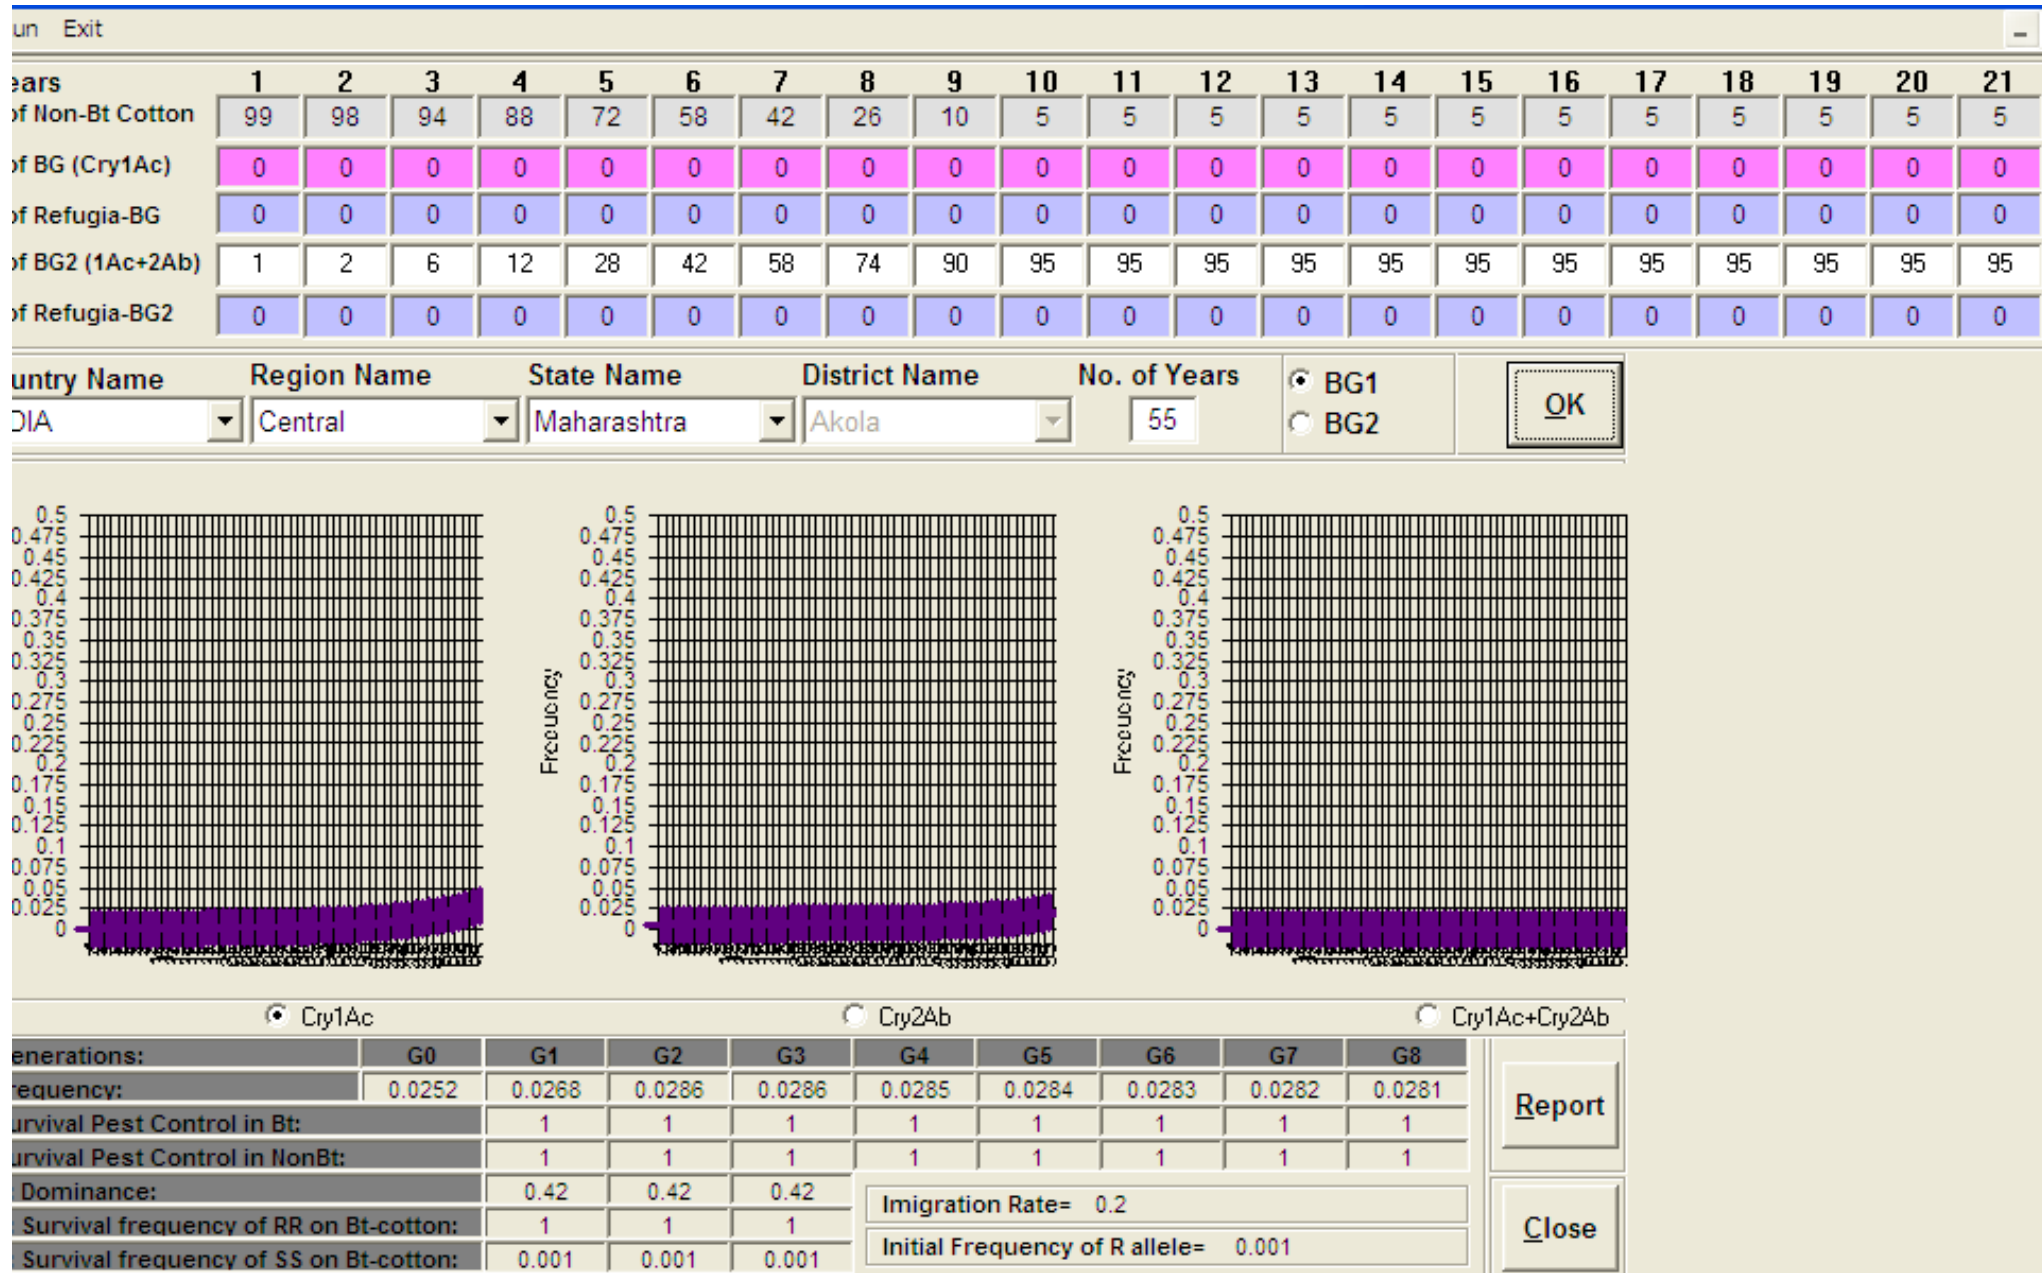 un Exit
ears 1 2 3 4 5 6 7 8 9 10 11 12 13 14 15 16 17 18 19 20 21
of Non-Bt Cotton 99 98 94 88 72 58 42 26 10 5 5 5 5 5 5 5 5 5 5 5 5
of BG (Cry1Ac) 0 0 0 0 0 0 0 0 0 0 0 0 0 0 0 0 0 0 0 0 0
of Refugia-BG 0 0 0 0 0 0 0 0 0 0 0 0 0 0 0 0 0 0 0 0 0
of BG2 (1Ac+2Ab) 1 2 6 12 28 42 58 74 90 95 95 95 95 95 95 95 95 95 95 95 95
of Refugia-BG2 0 0 0 0 0 0 0 0 0 0 0 0 0 0 0 0 0 0 0 0 0
untry Name Region Name State Name District Name No. of Years BG1 OK
DIA Central Maharashtra Akola 55 BG2
0.5 0.5 0.5
0.475 0.475 0.475
0.45 0.45 0.45
0.425 0.425 0.425
0.4 0.4 0.4
0.375 0.375 0.375
0.35 0.35 0.35
0.325 0.325 0.325
0.3 0.3 0.3
0.275 0.275 0.275
0.25 0.25 0.25
0.225 0.225 0.225
0.2 0.2 0.2
0.175 0.175 0.175
0.15 0.15 0.15
0.125 0.125 0.125
0.1 0.1 0.1
0.075 0.075 0.075
0.05 0.05 0.05
0.025 0.025 0.025
0 0 0
Frequency Frequency
Cry1Ac Cry2Ab Cry1Ac+Cry2Ab
enerations: G0 G1 G2 G3 G4 G5 G6 G7 G8
requency: 0.0252 0.0268 0.0286 0.0286 0.0285 0.0284 0.0283 0.0282 0.0281 Report
urvival Pest Control in Bt: 1 1 1 1 1 1 1 1
urvival Pest Control in NonBt: 1 1 1 1 1 1 1 1
: Dominance: 0.42 0.42 0.42 Imigration Rate= 0.2
: Survival frequency of RR on Bt-cotton: 1 1 1 Close
: Survival frequency of SS on Bt-cotton: 0.001 0.001 0.001 Initial Frequency of R allele= 0.001